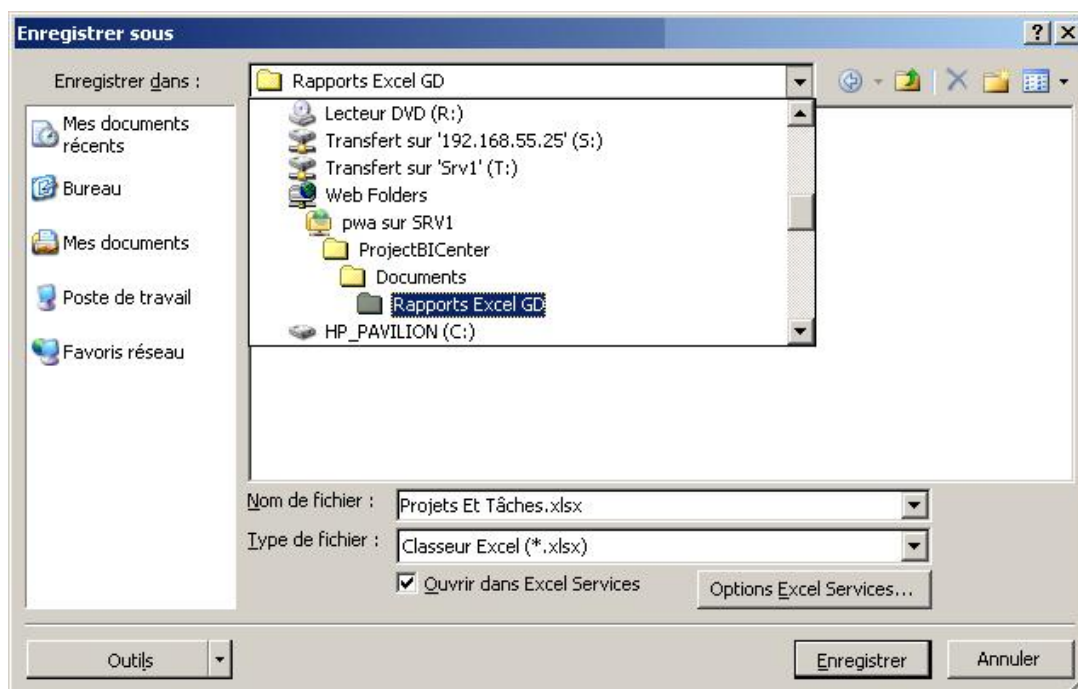 Enregistrer sous
Enregistrer dans :
Rapports Excel GD
Mes documents récents
Bureau
Mes documents
Poste de travail
Favoris réseau
Lecteur DVD (R:)
Transfert sur '192.168.55.25' (S:)
Transfert sur 'Srv1' (T:)
Web Folders
pwa sur SRV1
ProjectBICenter
Documents
Rapports Excel GD
HP_PAVILION (C:)
Nom de fichier :
Projets Et Tâches.xlsx
Type de fichier :
Classeur Excel (*.xlsx)
Ouvrir dans Excel Services
Options Excel Services...
Outils
Enregistrer
Annuler